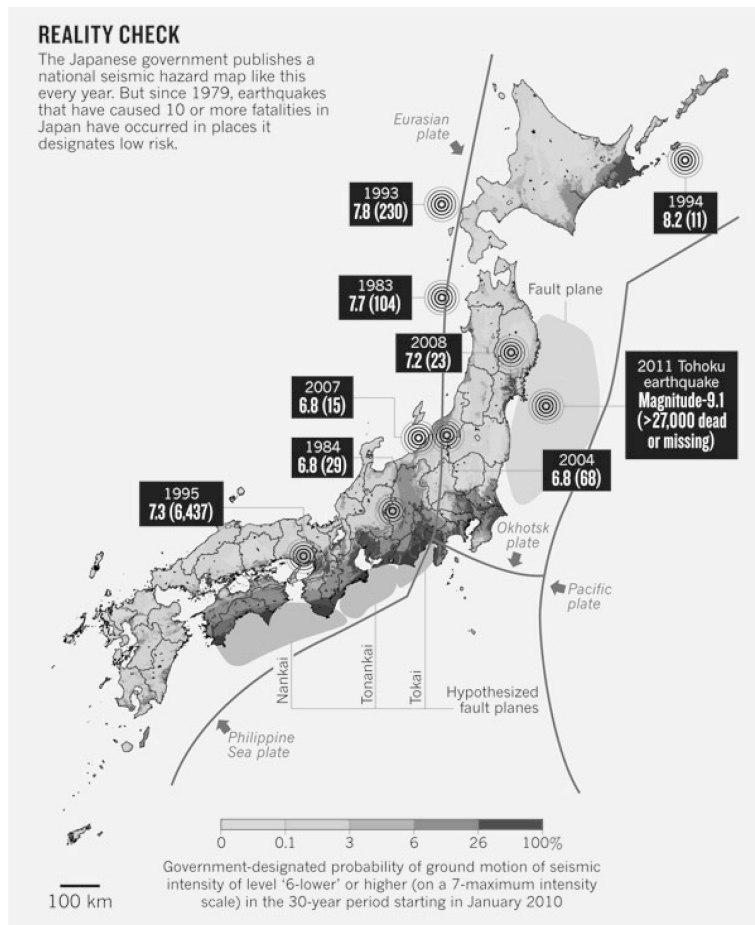 REALITY CHECK
The Japanese government publishes a
national seismic hazard map like this
every year. But since 1979, earthquakes
that have caused 10 or more fatalities in
Japan have occurred in places it
designates low risk.
Eurasian
plate
1993
7.8 (230)
1994
8.2 (11)
1983
7.7 (104)
Fault plane
2008
7.2 (23)
2011 Tohoku
earthquake
Magnitude-9.1
(>27,000 dead
or missing)
2007
6.8 (15)
1984
6.8 (29)
2004
6.8 (68)
1995
7.3 (6,437)
Okhotsk
plate
Pacific
plate
Nankai
Tonankai
Tokai
Hypothesized
fault planes
Philippine
Sea plate
0 0.1 3 6 26 100%
Government-designated probability of ground motion of seismic
intensity of level ‘6-lower’ or higher (on a 7-maximum intensity
scale) in the 30-year period starting in January 2010
100 km